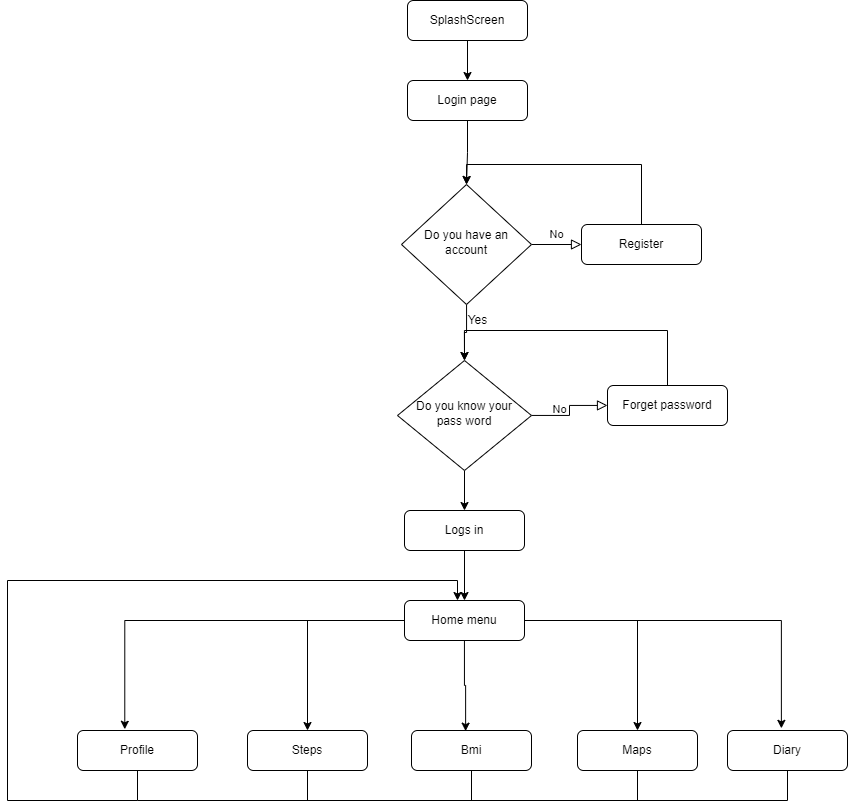 SplashScreen
Login page
Do you have an
account
No
Register
Yes
Do you know your
pass word
No
Forget password
Logs in
Home menu
Profile
Steps
Bmi
Maps
Diary